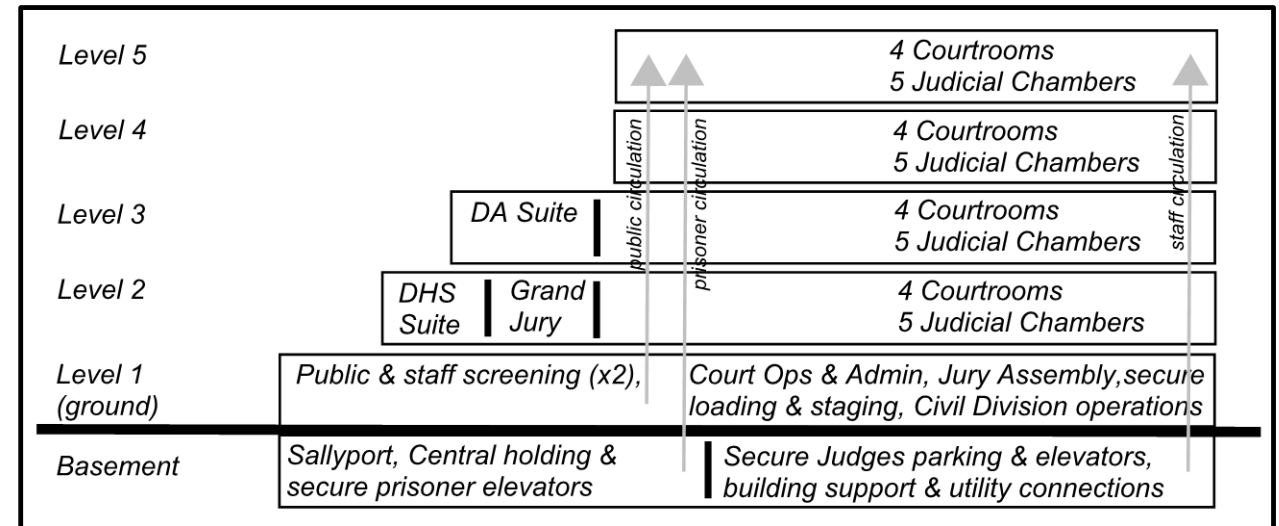 Level 5
4 Courtrooms
5 Judicial Chambers
Level 4
4 Courtrooms
5 Judicial Chambers
Level 3
DA Suite
4 Courtrooms
5 Judicial Chambers
Level 2
DHS
Suite
Grand
Jury
4 Courtrooms
5 Judicial Chambers
public circulation
prisoner circulation
staff circulation
Level 1
(ground)
Public & staff screening (x2),
Court Ops & Admin, Jury Assembly,secure
loading & staging, Civil Division operations
Basement
Sallyport, Central holding &
secure prisoner elevators
Secure Judges parking & elevators,
building support & utility connections